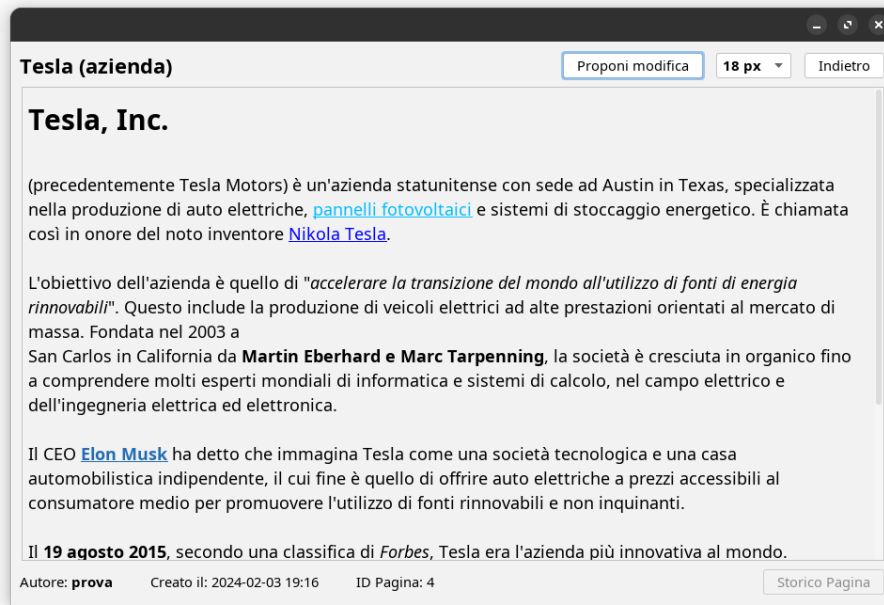 Tesla (azienda)
Proponi modifica
18 px
Indietro
Tesla, Inc.
(precedentemente Tesla Motors) è un'azienda statunitense con sede ad Austin in Texas, specializzata
nella produzione di auto elettriche, pannelli fotovoltaici e sistemi di stoccaggio energetico. È chiamata
così in onore del noto inventore Nikola Tesla.
L'obiettivo dell'azienda è quello di "accelerare la transizione del mondo all'utilizzo di fonti di energia
rinnovabili". Questo include la produzione di veicoli elettrici ad alte prestazioni orientati al mercato di
massa. Fondata nel 2003 a
San Carlos in California da Martin Eberhard e Marc Tarpenning, la società è cresciuta in organico fino
a comprendere molti esperti mondiali di informatica e sistemi di calcolo, nel campo elettrico e
dell'ingegneria elettrica ed elettronica.
Il CEO Elon Musk ha detto che immagina Tesla come una società tecnologica e una casa
automobilistica indipendente, il cui fine è quello di offrire auto elettriche a prezzi accessibili al
consumatore medio per promuovere l'utilizzo di fonti rinnovabili e non inquinanti.
Il 19 agosto 2015, secondo una classifica di Forbes, Tesla era l'azienda più innovativa al mondo.
Autore: prova
Creato il: 2024-02-03 19:16
ID Pagina: 4
Storico Pagina